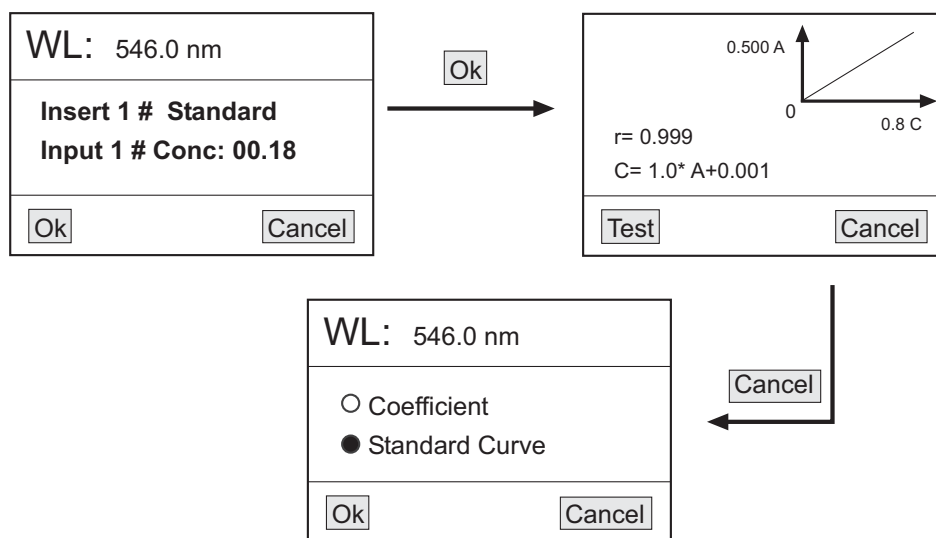 WL: 546.0 nm
Insert 1 # Standard
Input 1 # Conc: 00.18
Ok
Cancel
Ok
0.500 A
0
0.8 C
r= 0.999
C= 1.0* A+0.001
Test
Cancel
Cancel
WL: 546.0 nm
Coefficient
Standard Curve
Ok
Cancel